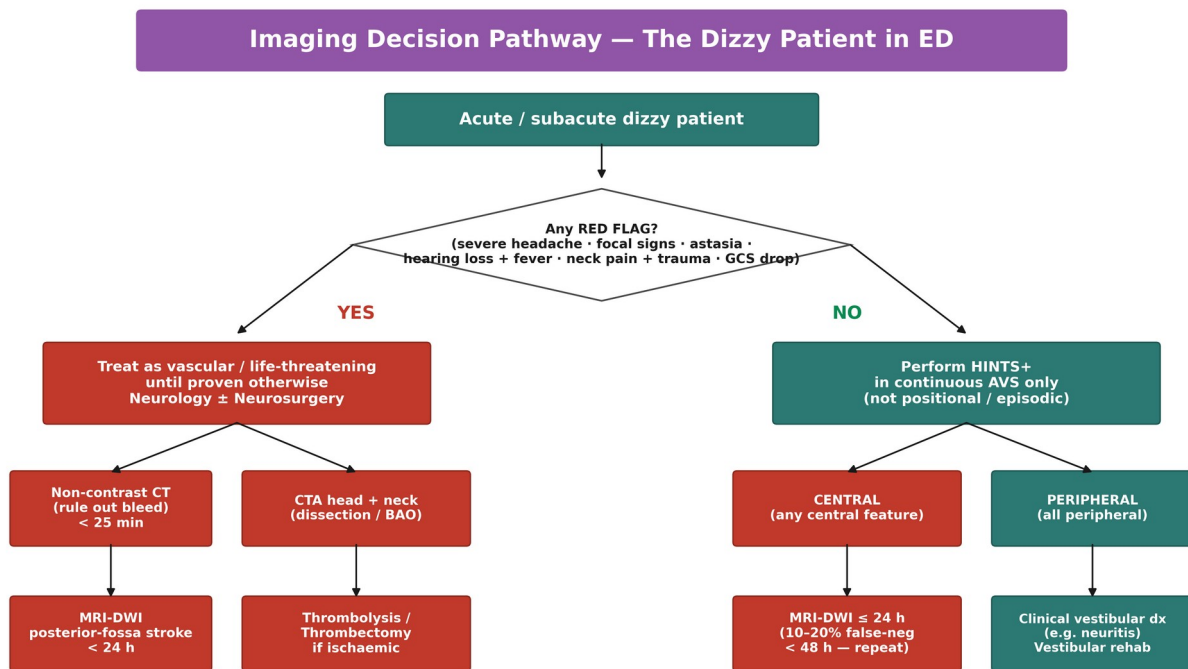 Imaging Decision Pathway — The Dizzy Patient in ED
Acute / subacute dizzy patient
Any RED FLAG?
(severe headache · focal signs · astasia ·
hearing loss + fever · neck pain + trauma · GCS drop)
YES
NO
Treat as vascular / life-threatening
until proven otherwise
Neurology ± Neurosurgery
Perform HINTS+
in continuous AVS only
(not positional / episodic)
Non-contrast CT
(rule out bleed)
< 25 min
CTA head + neck
(dissection / BAO)
CENTRAL
(any central feature)
PERIPHERAL
(all peripheral)
MRI-DWI
posterior-fossa stroke
< 24 h
Thrombolysis /
Thrombectomy
if ischaemic
MRI-DWI ≤ 24 h
(10–20% false-neg
< 48 h — repeat)
Clinical vestibular dx
(e.g. neuritis)
Vestibular rehab